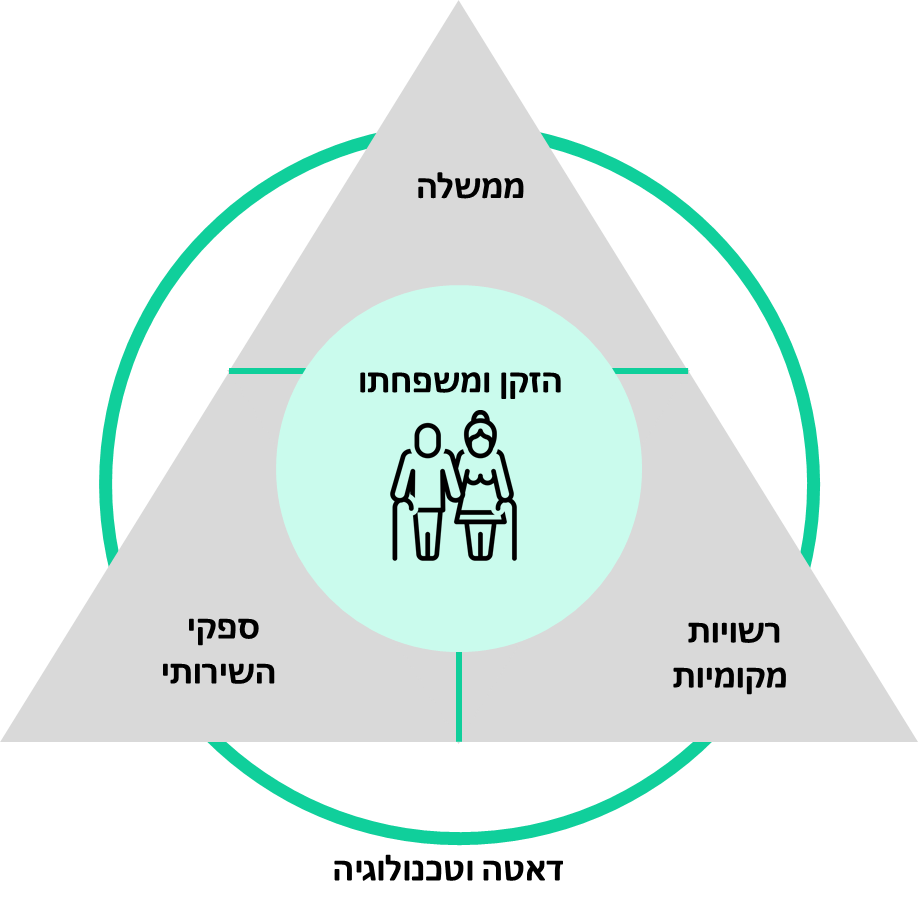 ממשלה
הזקן ומשפחתו
רשויות
מקומיות
ספקי
השירותי
דאטה וטכנולוגיה